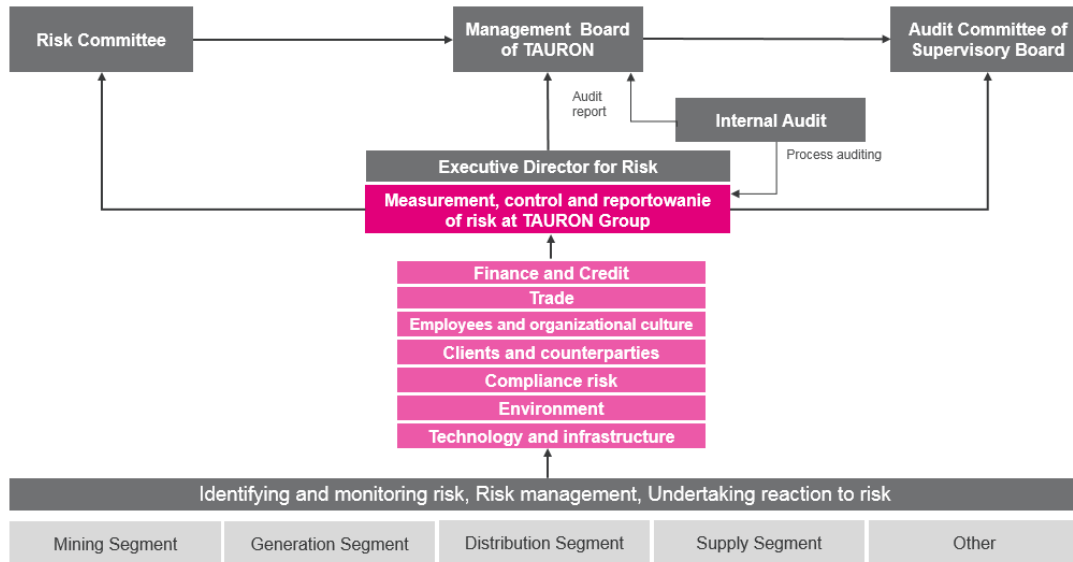 Risk Committee
Management Board
of TAURON
Audit Committee of
Supervisory Board
Audit
report
Internal Audit
Process auditing
Executive Director for Risk
Measurement, control and reportowanie
of risk at TAURON Group
Finance and Credit
Trade
Employees and organizational culture
Clients and counterparties
Compliance risk
Environment
Technology and infrastructure
Identifying and monitoring risk, Risk management, Undertaking reaction to risk
Mining Segment
Generation Segment
Distribution Segment
Supply Segment
Other